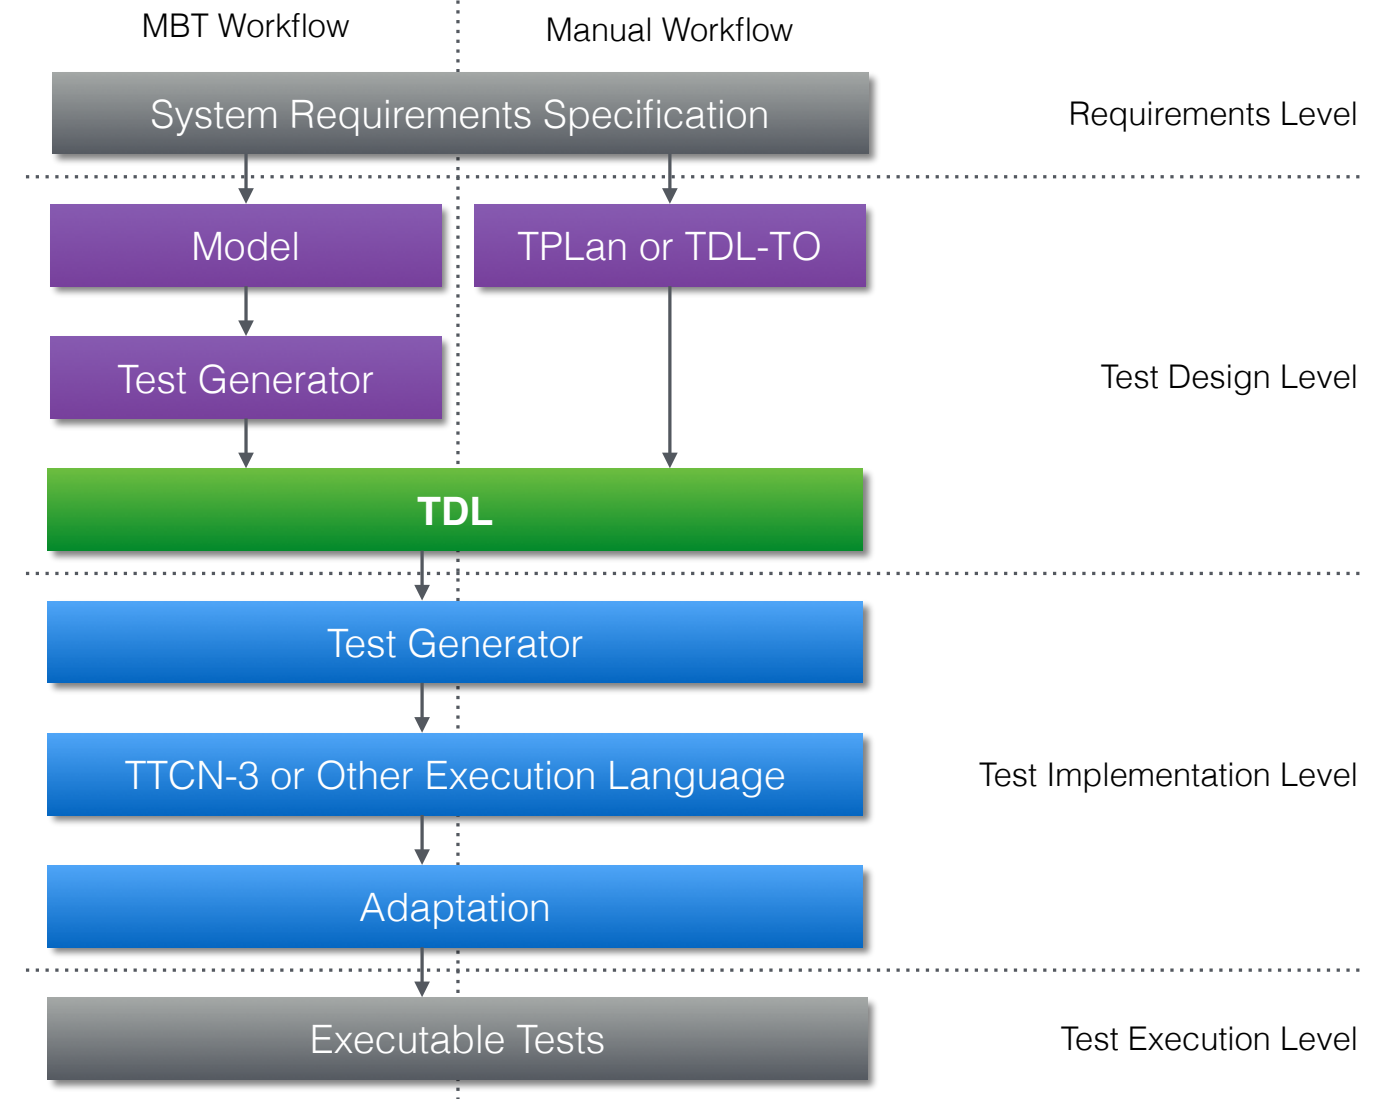 MBT Workflow
Manual Workflow
System Requirements Specification
Requirements Level
Model
TPLan or TDL-TO
Test Generator
Test Design Level
TDL
Test Generator
TTCN-3 or Other Execution Language
Test Implementation Level
Adaptation
Executable Tests
Test Execution Level